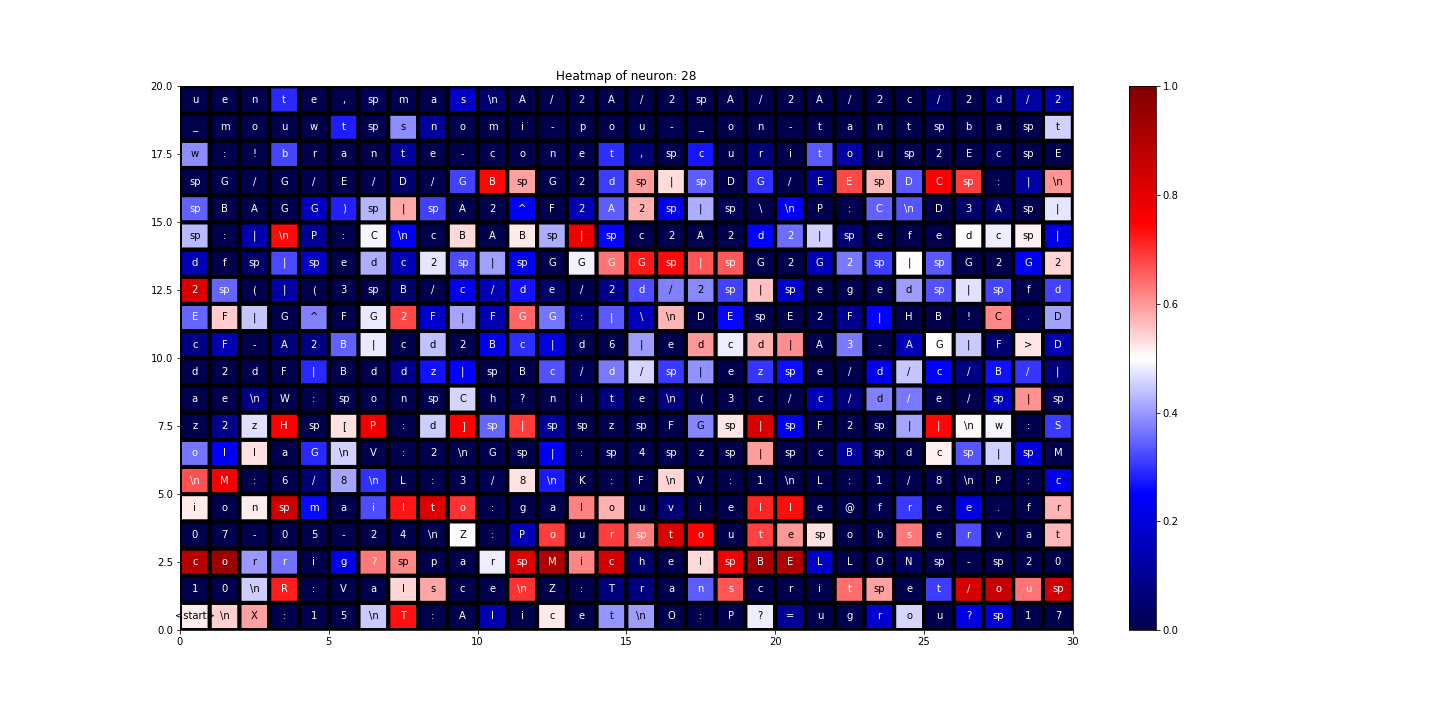 Heatmap of neuron: 28
20.0 u e n t e , sp m a s \n A / 2 A / 2 sp A / 2 A / 2 c / 2 d / 2 1.0
_ m o u w t sp s n o m i - p o u - _ o n - t a n t sp b a sp t
17.5 w : ! b r a n t e - c o n e t , sp c u r i t o u sp 2 E c sp E
sp G / G / E / D / G B sp G 2 d sp | sp D G / E E sp D C sp : | \n 0.8
15.0 sp B A G G ) sp | sp A 2 ^ F 2 A 2 sp | sp \ \n P : C \n D 3 A sp |
sp : | \n P : C \n c B A B sp | sp c 2 A 2 d 2 | sp e f e d c sp |
d f sp | sp e d c 2 sp | sp G G G G sp | sp G 2 G 2 sp | sp G 2 G 2
12.5 2 sp ( | ( 3 sp B / c / d e / 2 d / 2 sp | sp e g e d sp | sp f d 0.6
E F | G ^ F G 2 F | F G G : | \ \n D E sp E 2 F | H B ! C . D
10.0 c F - A 2 B | c d 2 B c | d 6 | e d c d | A 3 - A G | F > D
d 2 d F | B d d z | sp B c / d / sp | e z sp e / d / c / B / |
a e \n W : sp o n sp C h ? n i t e \n ( 3 c / c / d / e / sp | sp 0.4
7.5 z 2 z H sp [ P : d ] sp | sp sp z sp F G sp | sp F 2 sp | | \n w : S
o l l a G \n V : 2 \n G sp | : sp 4 sp z sp | sp c B sp d c sp | sp M
5.0 \n M : 6 / 8 \n L : 3 / 8 \n K : F \n V : 1 \n L : 1 / 8 \n P : c
i o n sp m a i l t o : g a l o u v i e l l e @ f r e e . f r 0.2
0 7 - 0 5 - 2 4 \n Z : P o u r sp t o u t e sp o b s e r v a t
2.5 c o r r i g ? sp p a r sp M i c h e l sp B E L L O N sp - sp 2 0
1 0 \n R : V a l s c e \n Z : T r a n s c r i t sp e t / o u sp
0.0 <start> \n X : 1 5 \n T : A l i c e t \n O : P ? = u g r o u ? sp 1 7 0.0
0 5 10 15 20 25 30